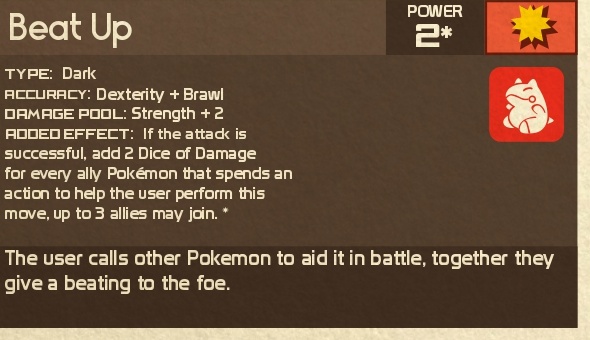 Beat Up
POWER
2*
TYPE: Dark
ACCURACY: Dexterity + Brawl
DAMAGE POOL: Strength + 2
ADDED EFFECT: If the attack is
successful, add 2 Dice of Damage
for every ally Pokémon that spends an
action to help the user perform this
move, up to 3 allies may join. *
The user calls other Pokemon to aid it in battle, together they
give a beating to the foe.